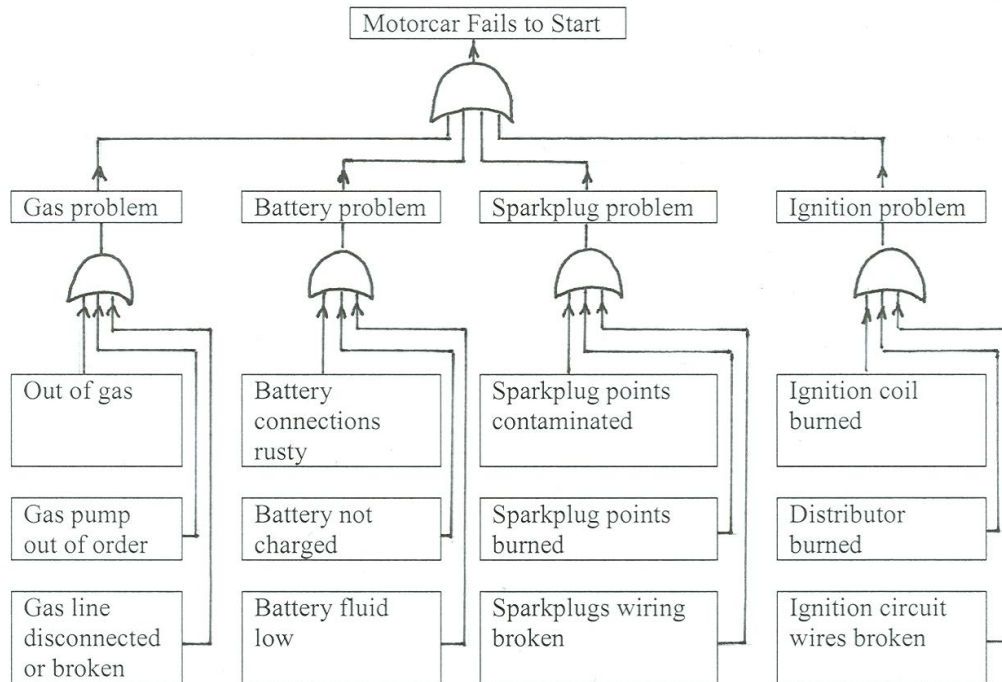 Motorcar Fails to Start
Gas problem
Battery problem
Sparkplug problem
Ignition problem
Out of gas
Battery
connections
rusty
Sparkplug points
contaminated
Ignition coil
burned
Gas pump
out of order
Battery not
charged
Sparkplug points
burned
Distributor
burned
Gas line
disconnected
or broken
Battery fluid
low
Sparkplugs wiring
broken
Ignition circuit
wires broken